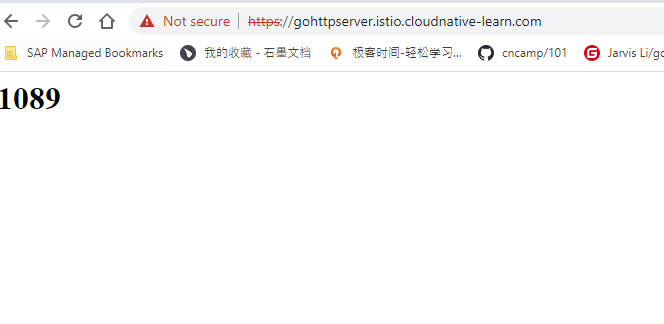 Not secure | https://gohttpserver.istio.cloudnative-learn.com
SAP Managed Bookmarks 我的收藏 - 石墨文档 极客时间-轻松学习... cncamp/101 G Jarvis Li/go
1089